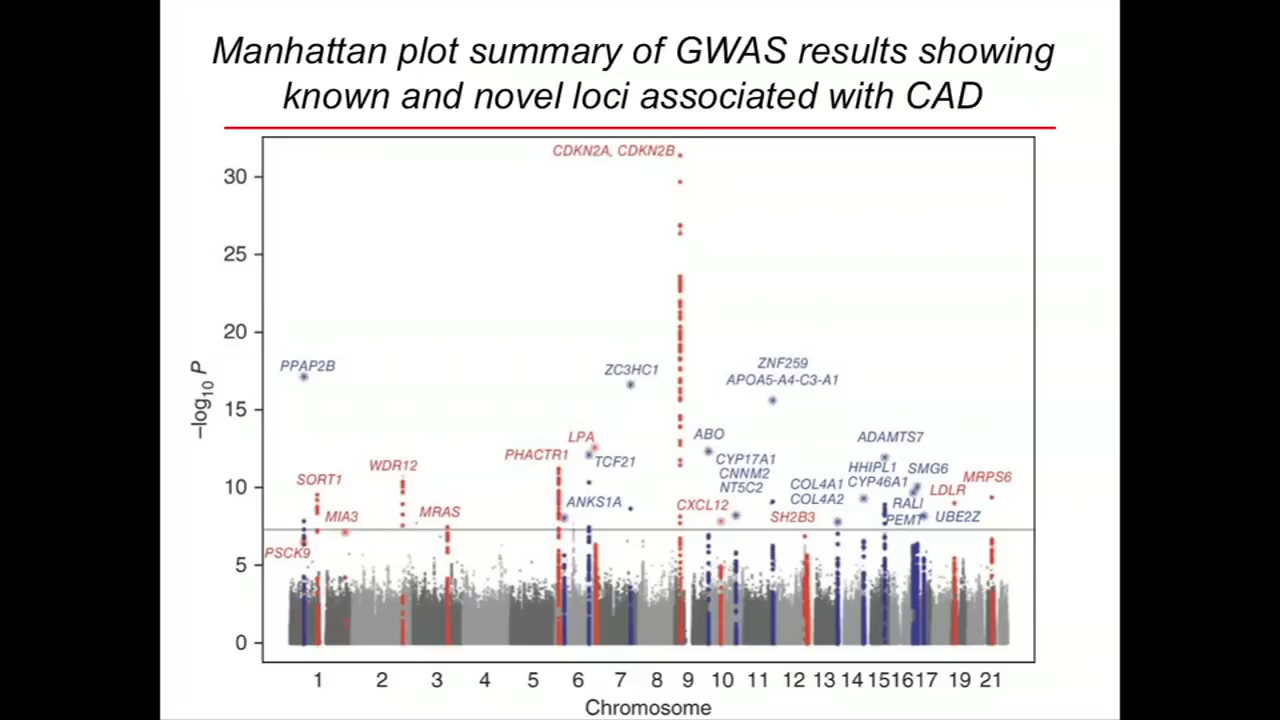 Manhattan plot summary of GWAS results showing
known and novel loci associated with CAD
CDKN2A, CDKN2B
30
25
20
15
10
5
0
–log10 P
PPAP2B
ZC3HC1
ZNF259
APOA5-A4-C3-A1
LPA
ABO
ADAMTS7
PHACTR1
TCF21
CYP17A1
CNNM2
NT5C2
WDR12
SORT1
HHIPL1
CYP46A1
SMG6
MRPS6
COL4A1
COL4A2
LDLR
ANKS1A
CXCL12
RALI
MIA3
MRAS
SH2B3
PEMT
UBE2Z
PSCK9
1 2 3 4 5 6 7 8 9 10 11 12 13 14 15 16 17 19 21
Chromosome